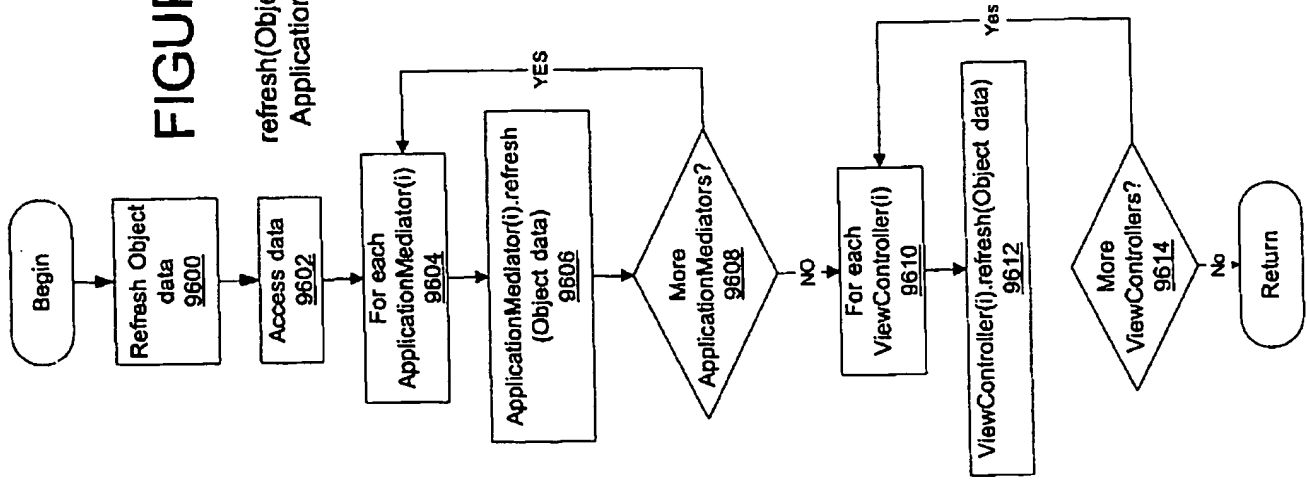 FIGUR
refresh(Obje
Application
Begin
Refresh Object
data
9600
Access data
9602
For each
ApplicationMediator(i)
9604
ApplicationMediator(i).refresh
(Object data)
9606
More
ApplicationMediators?
9608
YES
NO
For each
ViewController(i)
9610
ViewController(i).refresh(Object data)
9612
More
ViewControllers?
9614
Yes
No
Return